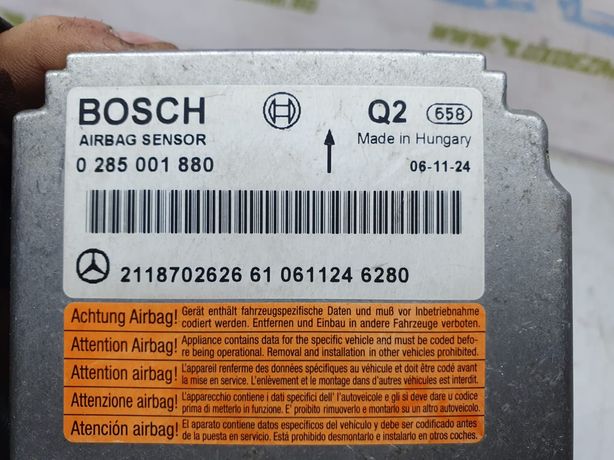 BOSCH
Q2 658
AIRBAG SENSOR
Made in Hungary
0 285 001 880
06-11-24
2118702626 61 061124 6280
Achtung Airbag! Gerät enthält fahrzeugspezifische Daten und muß vor Inbetriebnahme
codiert werden. Entfernen und Einbau in andere Fahrzeuge verboten.
Attention Airbag! Appliance contains data for the specific vehicle and must be coded befo-
re being operational. Removal and installation in other vehicles prohibited.
Attention airbag! L'appareil renferme des données spécifiques au véhicule et doit être codé avant
la mise en service. L'enlèvement et le montage dans d'autres véhicules est interdit.
Attenzione airbag! L'apparecchio contiene i dati specifici dell' l'autoveicolo e gli si deve dare u codice
prima di metterlo in funzione. E' proibito rimuoverlo e montarlo su un altro autoveicolo.
Atención airbag! El aparato contiene datos específicos del vehículo y debe ser codificado antes
de la puesta en servicio. Está prohibido desmontarlo e instalarlo en otros coches.